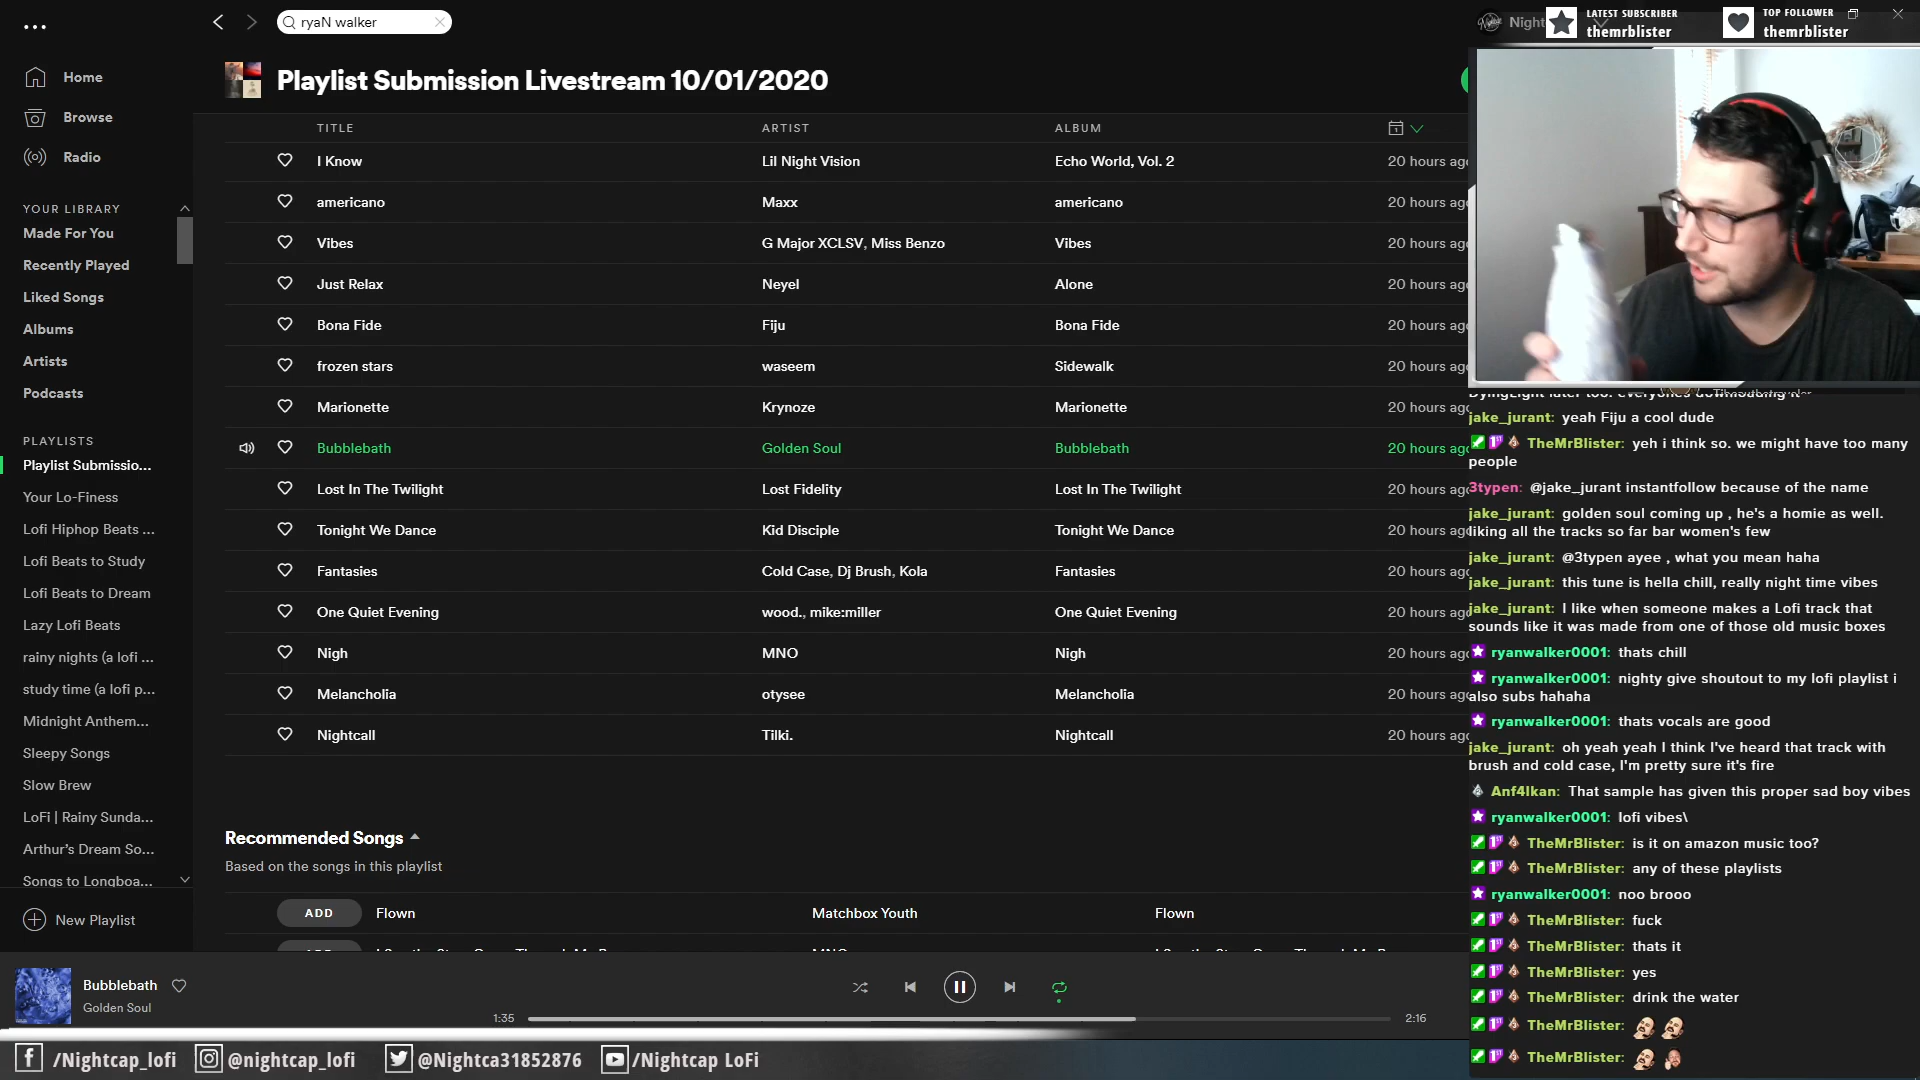 ryaN walker
Night
LATEST SUBSCRIBER
themrblister
TOP FOLLOWER
themrblister
Home
Browse
Radio
YOUR LIBRARY
Made For You
Recently Played
Liked Songs
Albums
Artists
Podcasts
PLAYLISTS
Playlist Submissio...
Your Lo-Finess
Lofi Hiphop Beats ...
Lofi Beats to Study
Lofi Beats to Dream
Lazy Lofi Beats
rainy nights (a lofi ...
study time (a lofi p...
Midnight Anthem...
Sleepy Songs
Slow Brew
LoFi | Rainy Sunda...
Arthur's Dream So...
Songs to Longboa...
New Playlist
Playlist Submission Livestream 10/01/2020
TITLE ARTIST ALBUM
I Know Lil Night Vision Echo World, Vol. 2 20 hours ago
americano Maxx americano 20 hours ago
Vibes G Major XCLSV, Miss Benzo Vibes 20 hours ago
Just Relax Neyel Alone 20 hours ago
Bona Fide Fiju Bona Fide 20 hours ago
frozen stars waseem Sidewalk 20 hours ago
Marionette Krynoze Marionette 20 hours ago
Bubblebath Golden Soul Bubblebath 20 hours ago
Lost In The Twilight Lost Fidelity Lost In The Twilight 20 hours ago
Tonight We Dance Kid Disciple Tonight We Dance 20 hours ago
Fantasies Cold Case, Dj Brush, Kola Fantasies 20 hours ago
One Quiet Evening wood., mike:miller One Quiet Evening 20 hours ago
Nigh MNO Nigh 20 hours ago
Melancholia otysee Melancholia 20 hours ago
Nightcall Tilki. Nightcall 20 hours ago
Recommended Songs
Based on the songs in this playlist
ADD Flown Matchbox Youth Flown
jake_jurant: yeah Fiju a cool dude
TheMrBlister: yeh i think so. we might have too many
people
3typen: @jake_jurant instantfollow because of the name
jake_jurant: golden soul coming up , he's a homie as well.
liking all the tracks so far bar women's few
jake_jurant: @3typen ayee , what you mean haha
jake_jurant: this tune is hella chill, really night time vibes
jake_jurant: I like when someone makes a Lofi track that
sounds like it was made from one of those old music boxes
ryanwalker0001: thats chill
ryanwalker0001: nighty give shoutout to my lofi playlist i
also subs hahaha
ryanwalker0001: thats vocals are good
jake_jurant: oh yeah yeah I think I've heard that track with
brush and cold case, I'm pretty sure it's fire
Anf4lkan: That sample has given this proper sad boy vibes
ryanwalker0001: lofi vibes\
TheMrBlister: is it on amazon music too?
TheMrBlister: any of these playlists
ryanwalker0001: noo brooo
TheMrBlister: fuck
TheMrBlister: thats it
TheMrBlister: yes
TheMrBlister: drink the water
TheMrBlister:
TheMrBlister:
Bubblebath
Golden Soul
1:35
2:16
/Nightcap_lofi @nightcap_lofi @Nightca31852876 /Nightcap LoFi